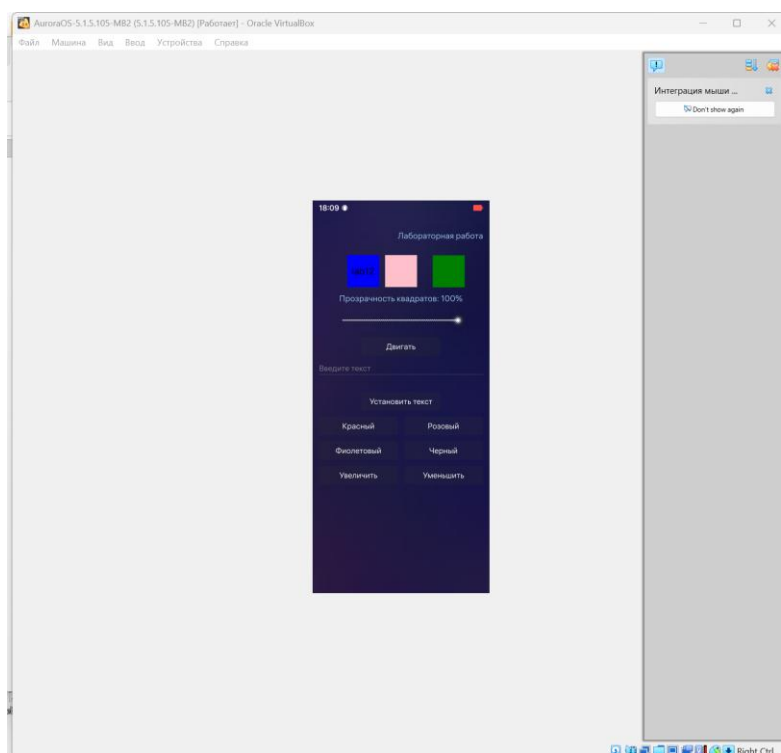 AuroraOS-5.1.5.105-MB2 (5.1.5.105-MB2) [Работает] - Oracle VirtualBox
Файл Машина Вид Ввод Устройства Справка
Интеграция мыши ...
Don't show again
18:09
Лабораторная работа
Прозрачность квадратов: 100%
Двигать
Введите текст
Установить текст
Красный Розовый
Фиолетовый Черный
Увеличить Уменьшить
Right Ctrl